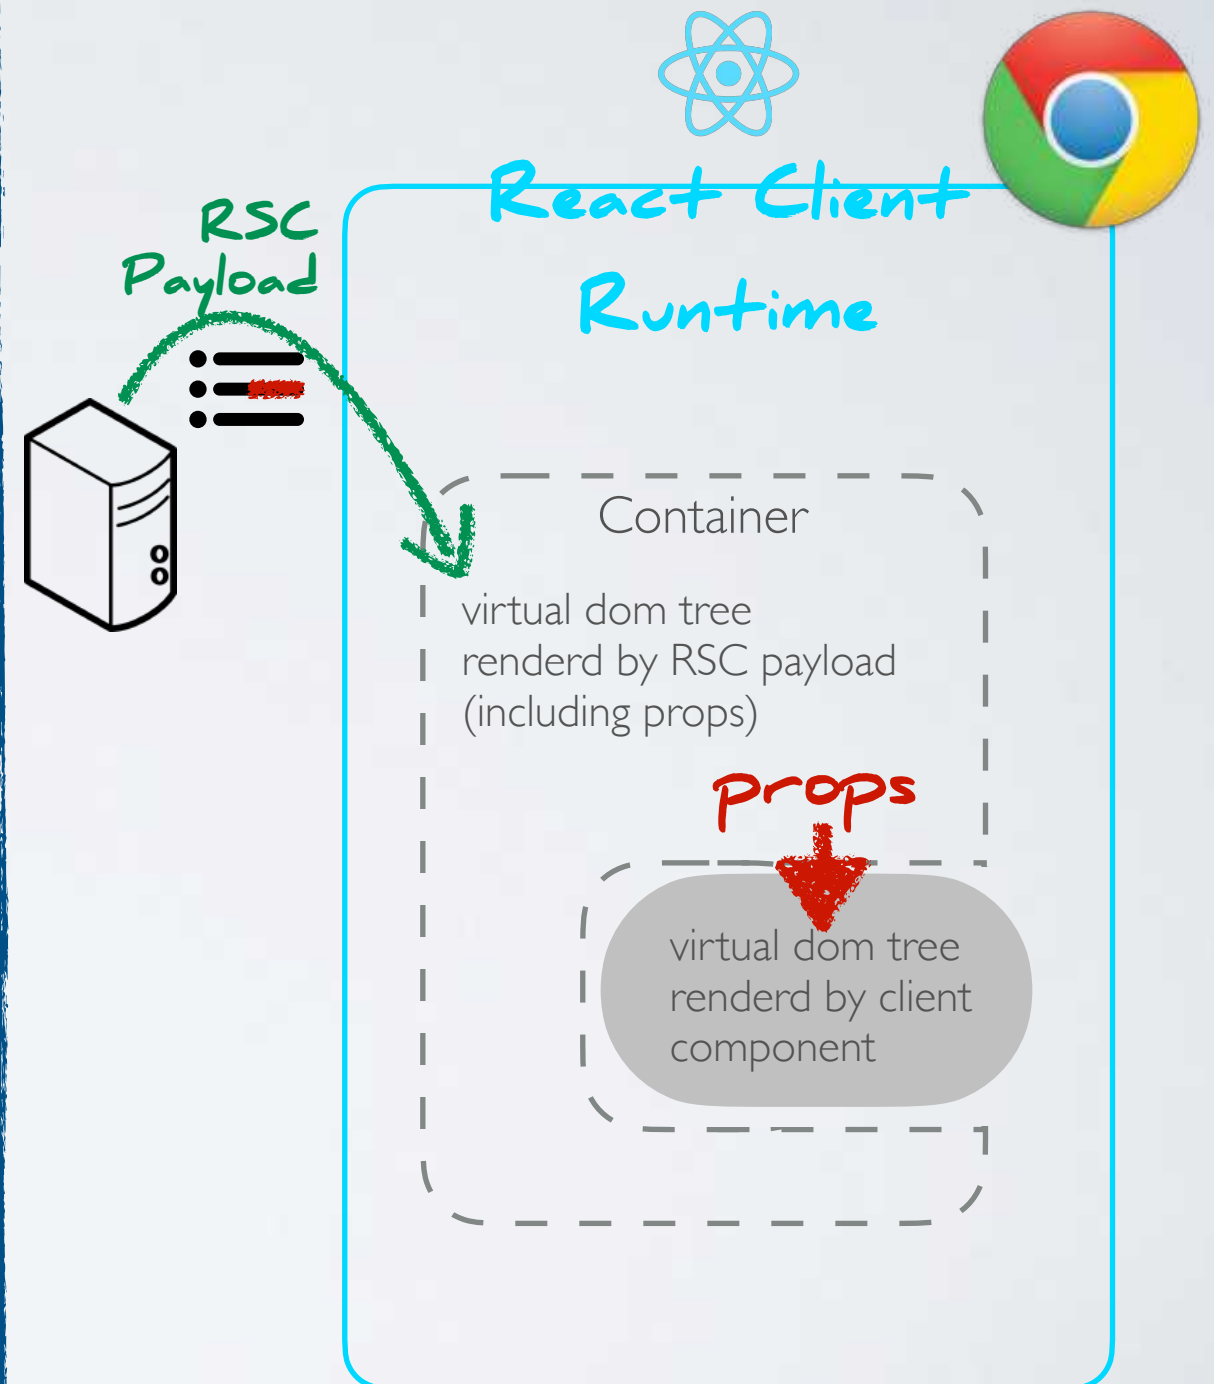 React Client
Runtime
RSC
Payload
Container
virtual dom tree
renderd by RSC payload
(including props)
props
virtual dom tree
renderd by client
component